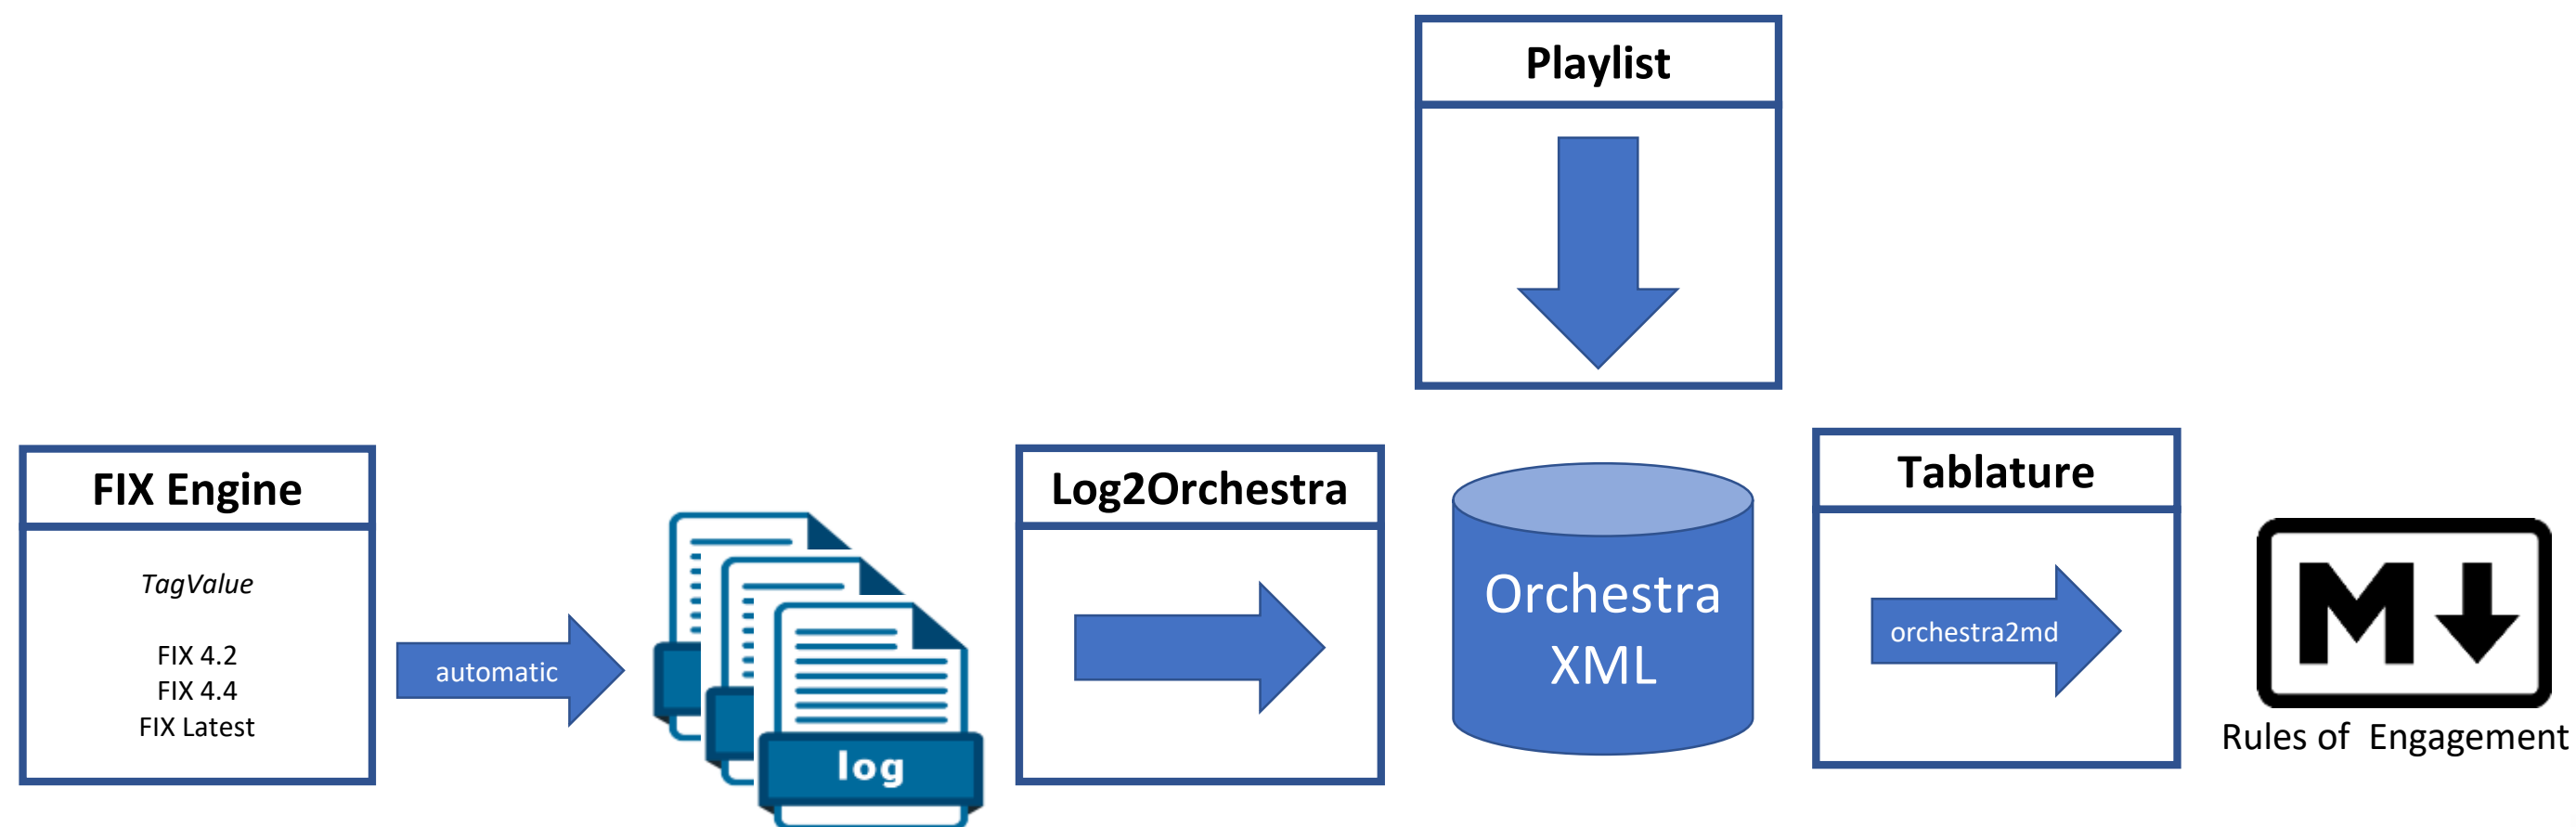 Playlist
FIX Engine
TagValue
FIX 4.2
FIX 4.4
FIX Latest
automatic
log
Log2Orchestra
Orchestra
XML
Tablature
orchestra2md
M
Rules of Engagement